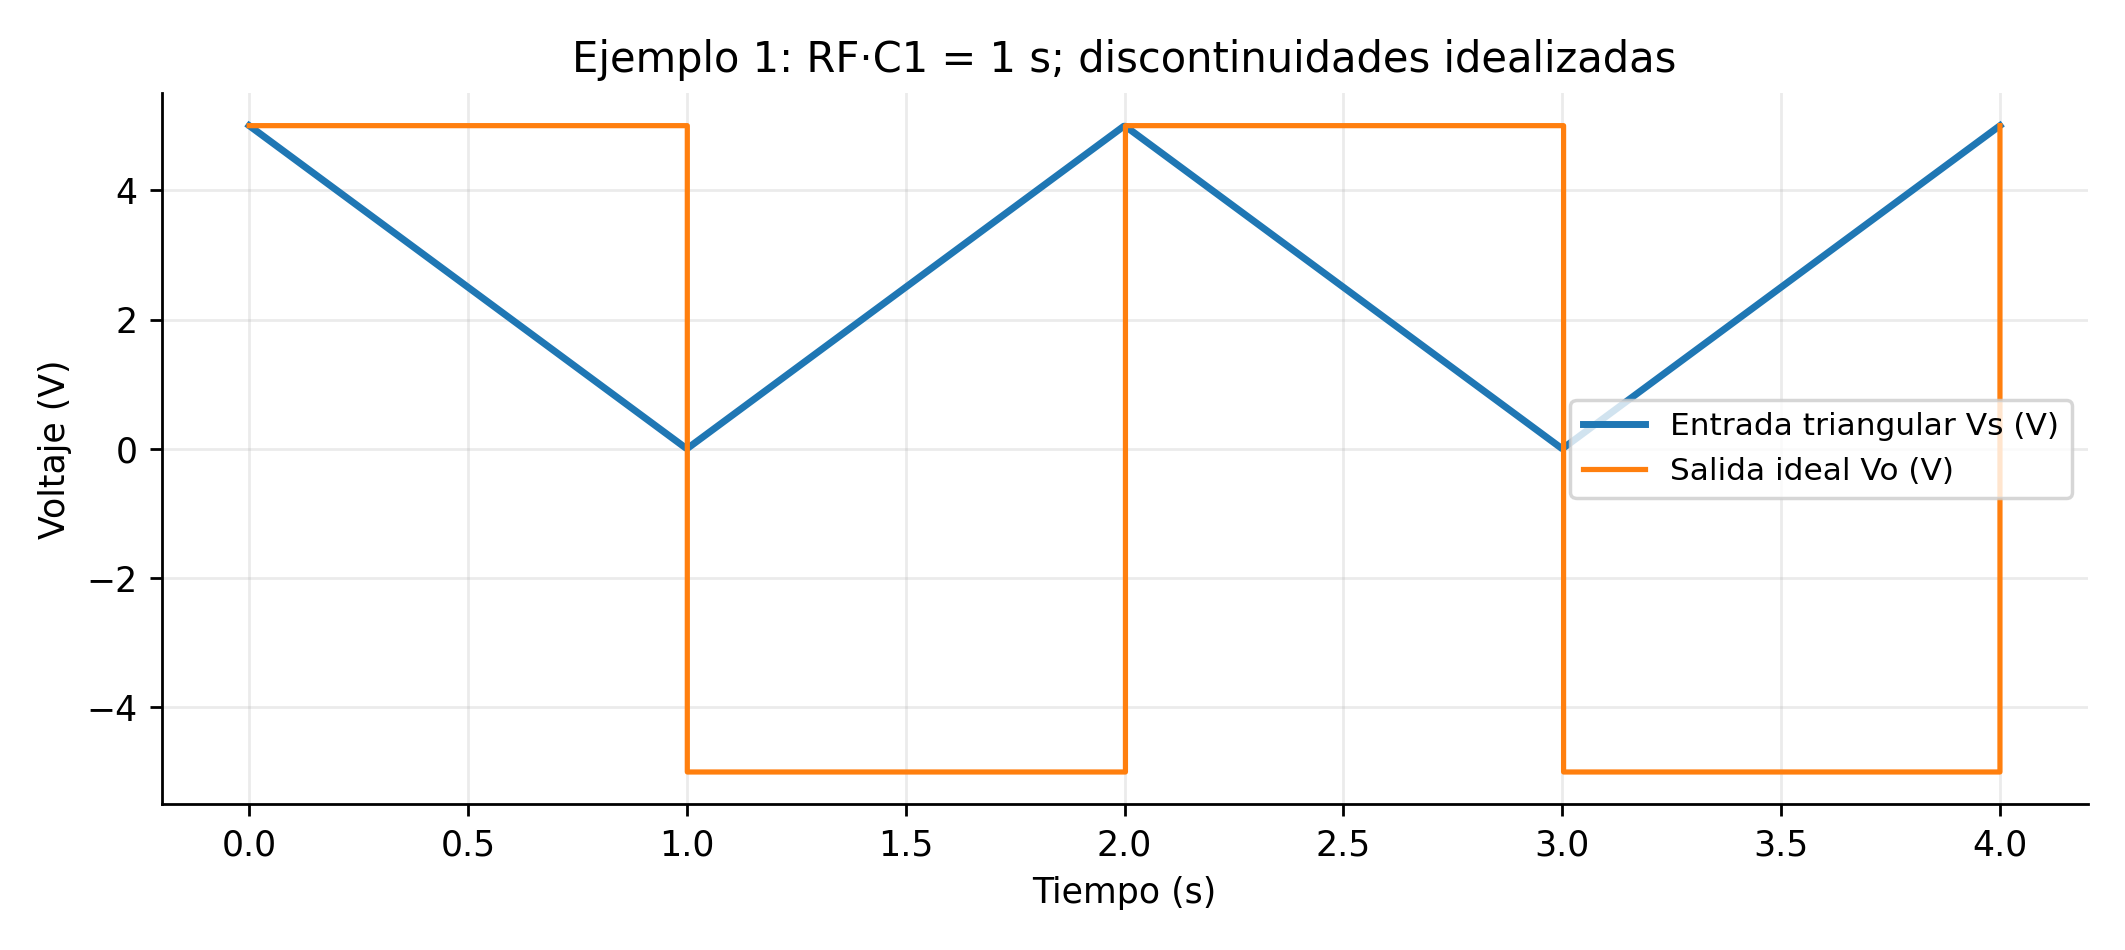 Ejemplo 1: RF·C1 = 1 s; discontinuidades idealizadas
Voltaje (V)
4
2
0
−2
−4
Entrada triangular Vs (V)
Salida ideal Vo (V)
0.0 0.5 1.0 1.5 2.0 2.5 3.0 3.5 4.0
Tiempo (s)